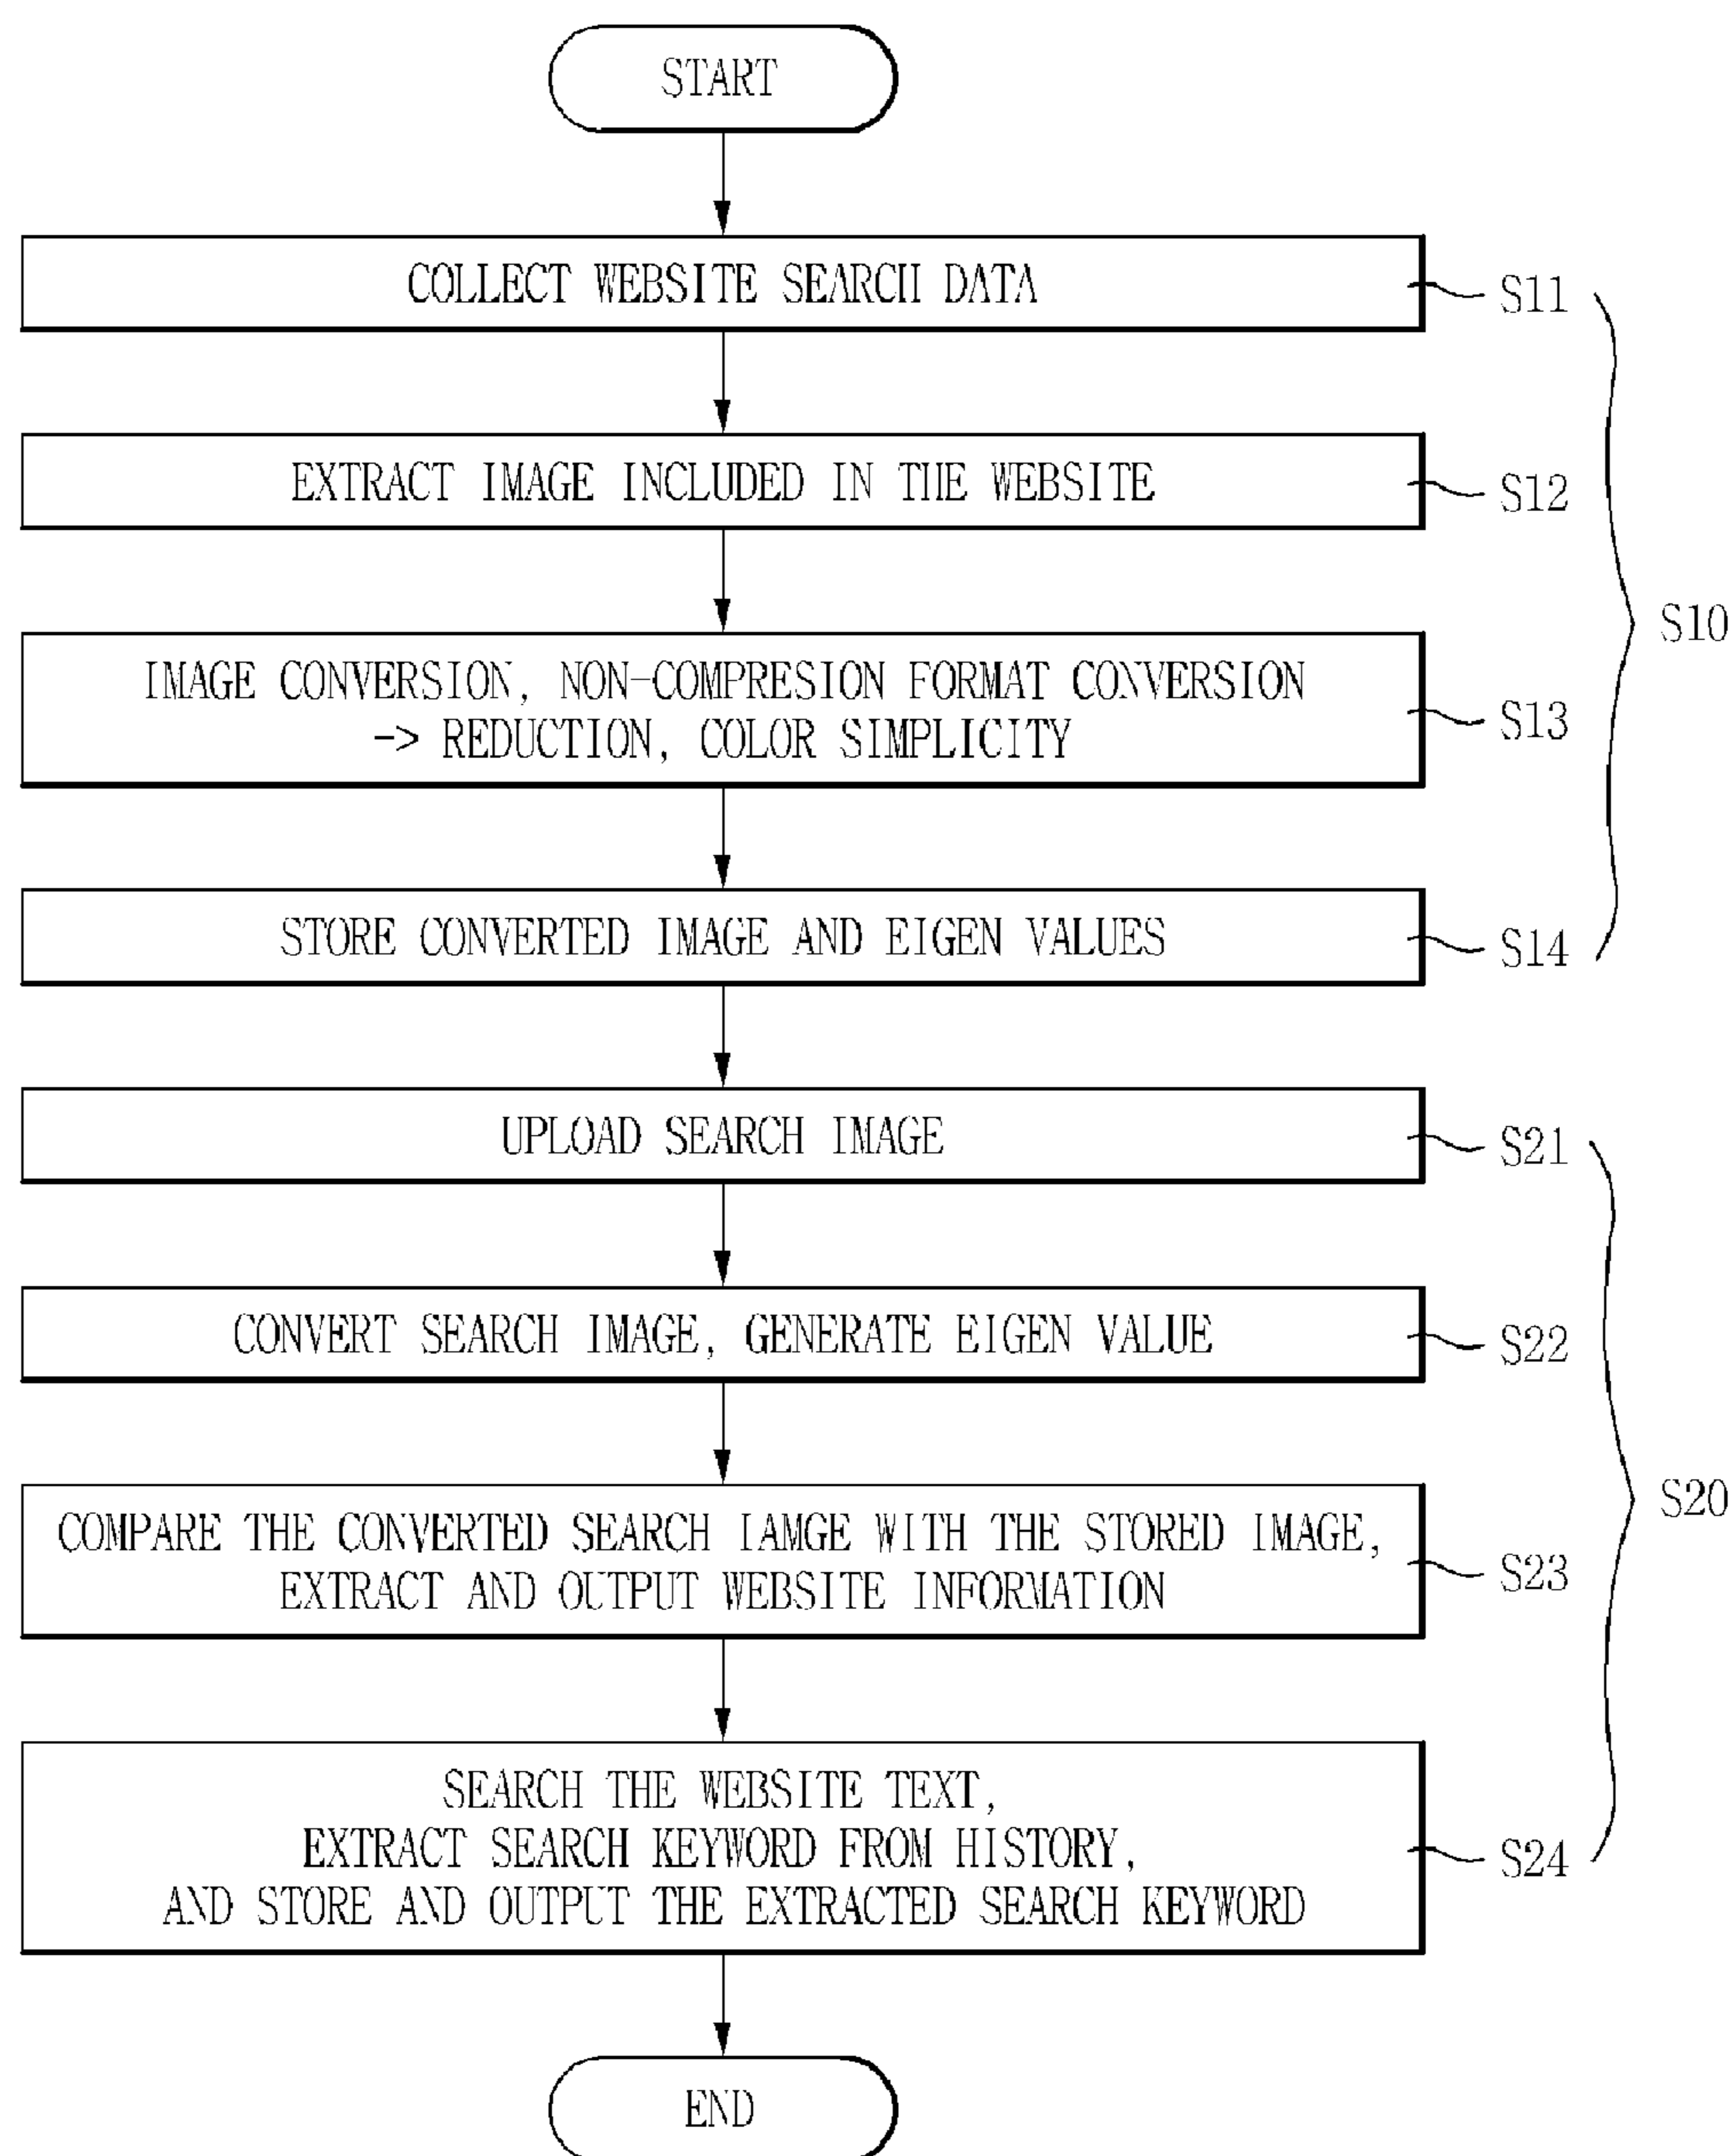 START
COLLECT WEBSITE SEARCH DATA
S11
EXTRACT IMAGE INCLUDED IN THE WEBSITE
S12
S10
IMAGE CONVERSION, NON-COMPRESION FORMAT CONVERSION
-> REDUCTION, COLOR SIMPLICITY
S13
STORE CONVERTED IMAGE AND EIGEN VALUES
S14
UPLOAD SEARCH IMAGE
S21
CONVERT SEARCH IMAGE, GENERATE EIGEN VALUE
S22
S20
COMPARE THE CONVERTED SEARCH IAMGE WITH THE STORED IMAGE,
EXTRACT AND OUTPUT WEBSITE INFORMATION
S23
SEARCH THE WEBSITE TEXT,
EXTRACT SEARCH KEYWORD FROM HISTORY,
AND STORE AND OUTPUT THE EXTRACTED SEARCH KEYWORD
S24
END